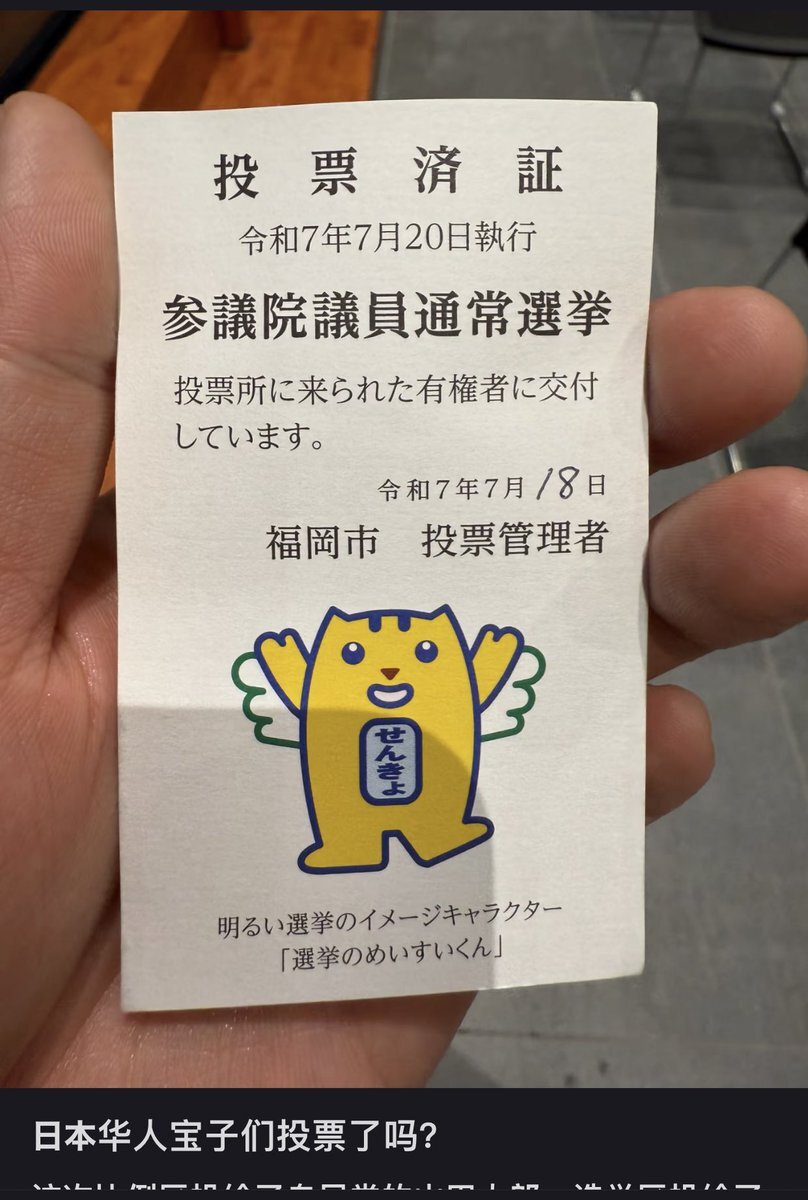 投票済証
令和7年7月20日執行
参議院議員通常選挙
投票所に来られた有権者に交付
しています。
令和7年7月18日
福岡市 投票管理者
せんきょ
明るい選挙のイメージキャラクター
「選挙のめいすいくん」
日本华人宝子们投票了吗?